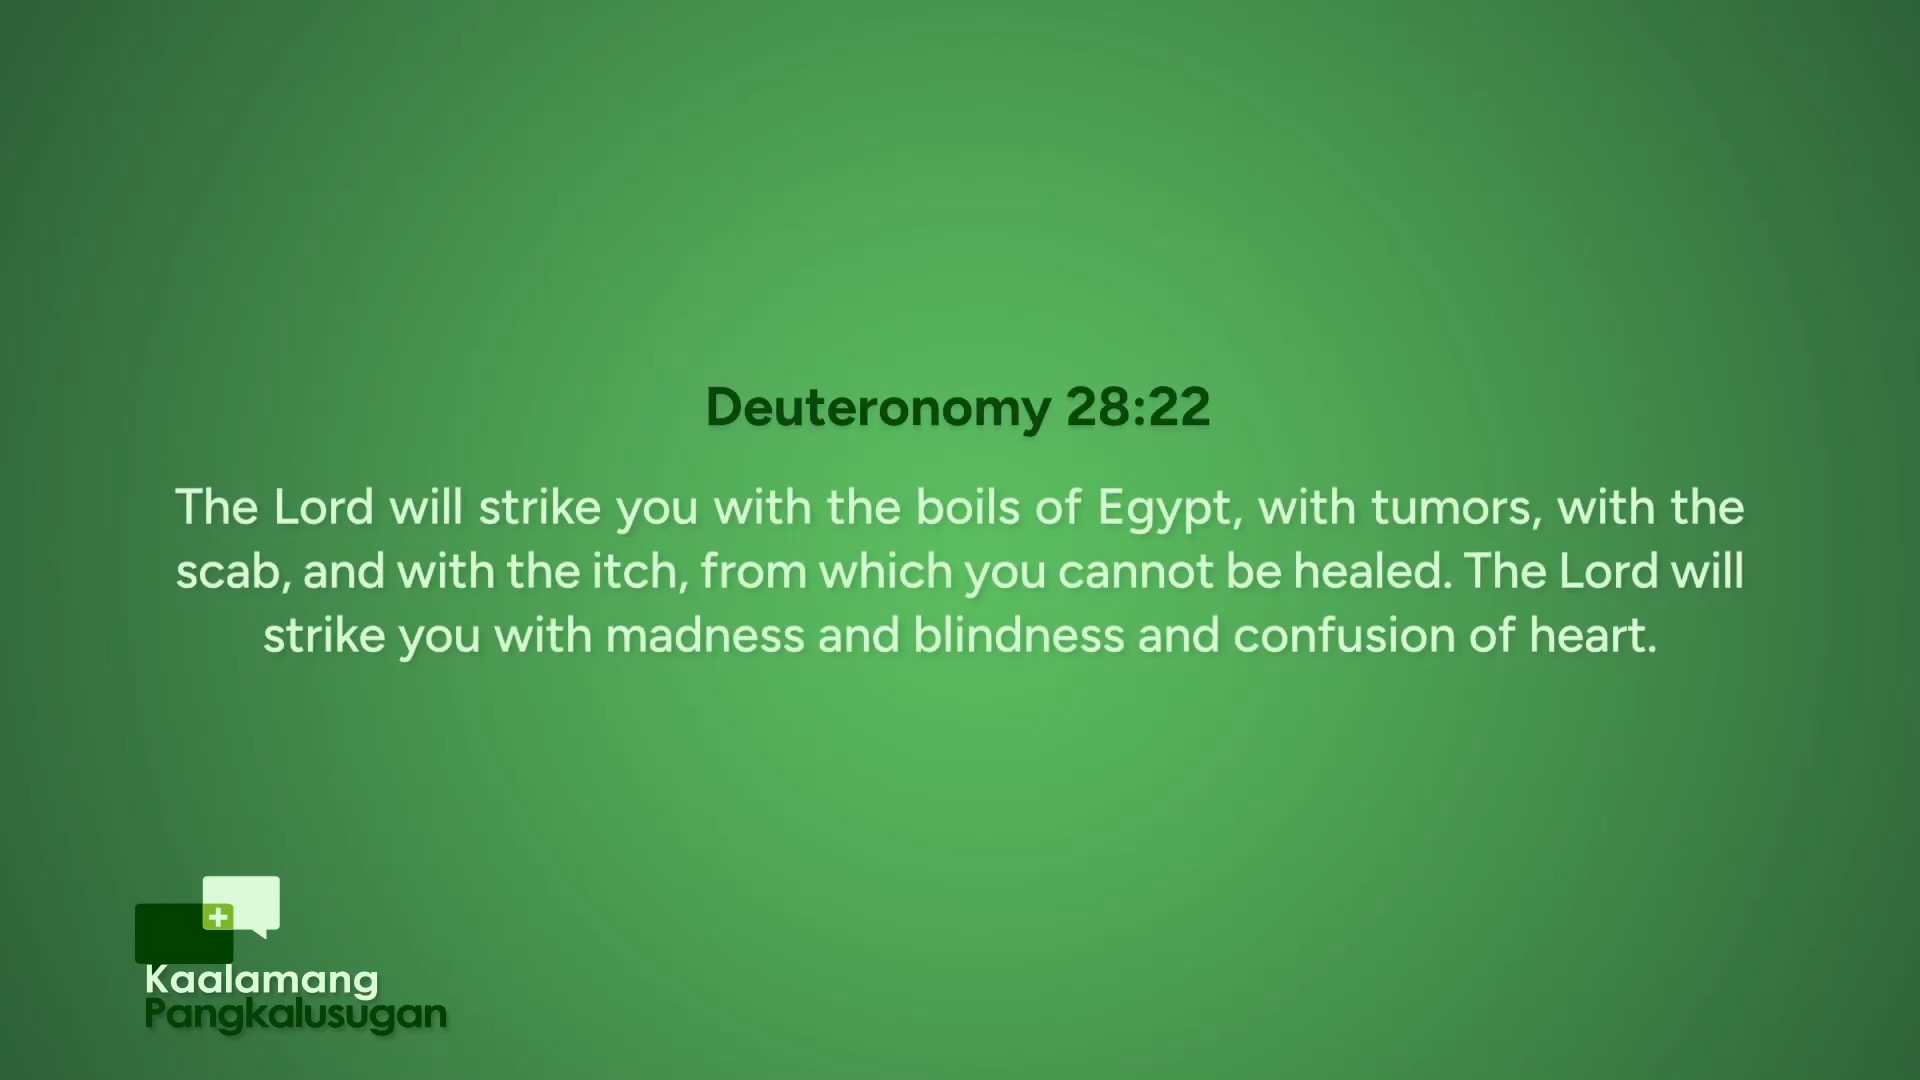 Deuteronomy 28:22
The Lord will strike you with the boils of Egypt, with tumors, with the
scab, and with the itch, from which you cannot be healed. The Lord will
strike you with madness and blindness and confusion of heart.
Kaalamang
Pangkalusugan